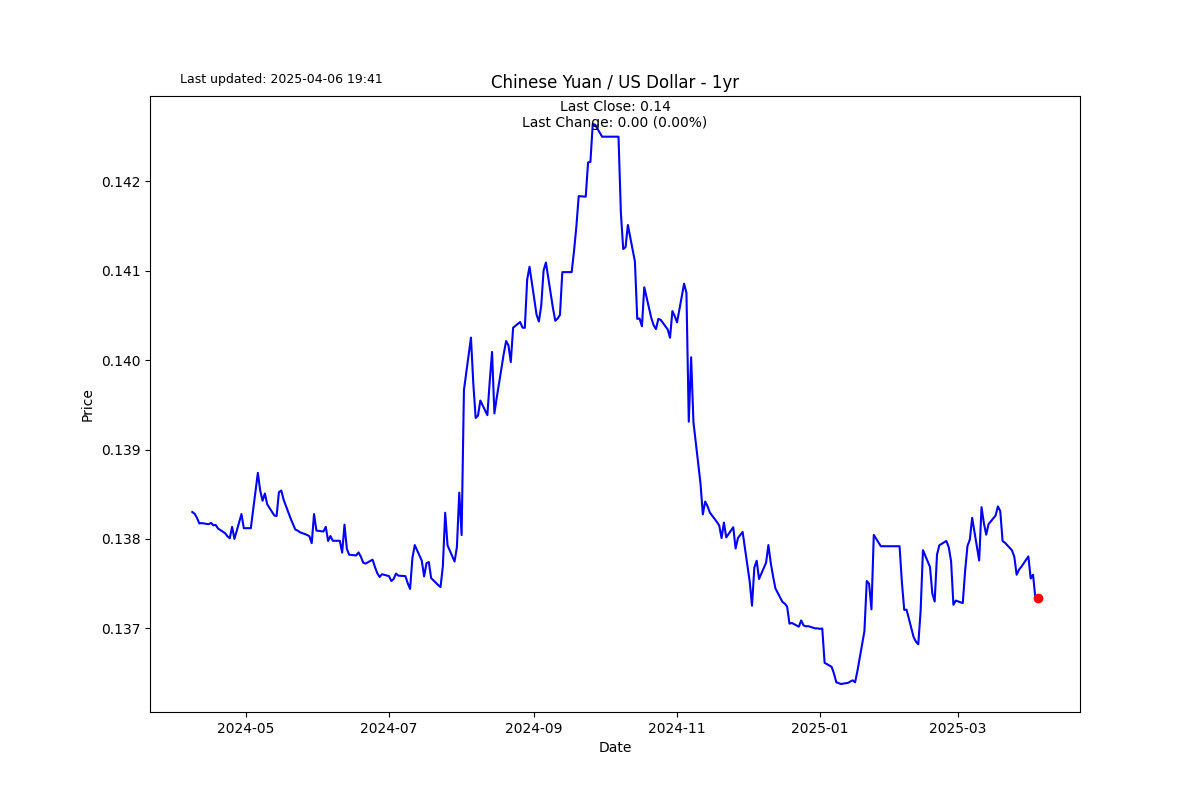 Last updated: 2025-04-06 19:41
Chinese Yuan / US Dollar - 1yr
Last Close: 0.14
Last Change: 0.00 (0.00%)
0.142
0.141
0.140
0.139
0.138
0.137
Price
2024-05
2024-07
2024-09
2024-11
2025-01
2025-03
Date